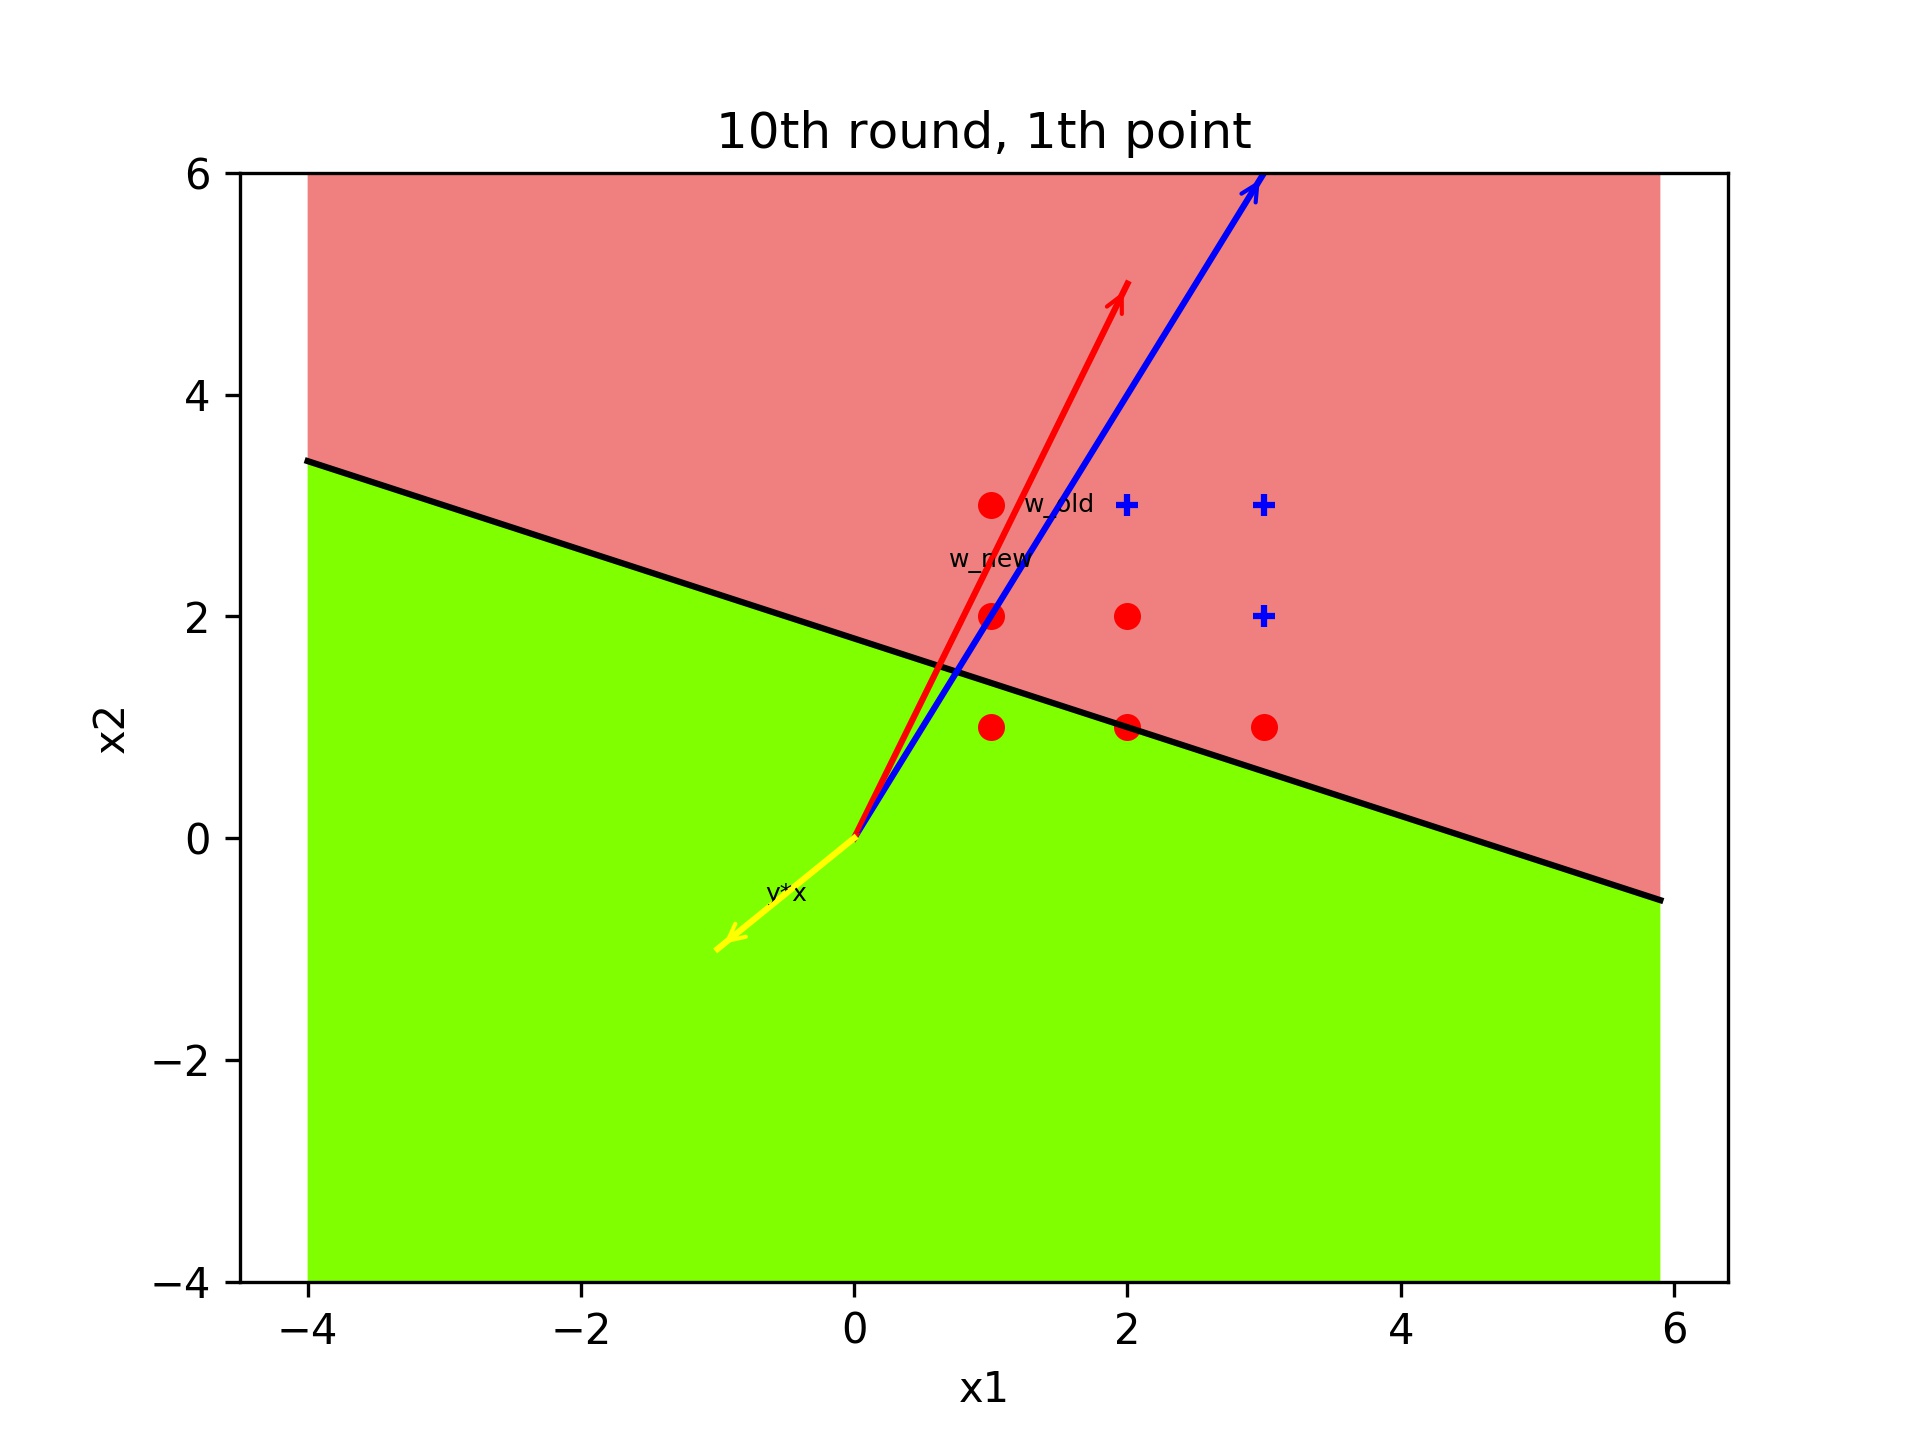 10th round, 1th point
6
4
2
0
−2
−4
x2
w_old
w_new
y*x
−4 −2 0 2 4 6
x1